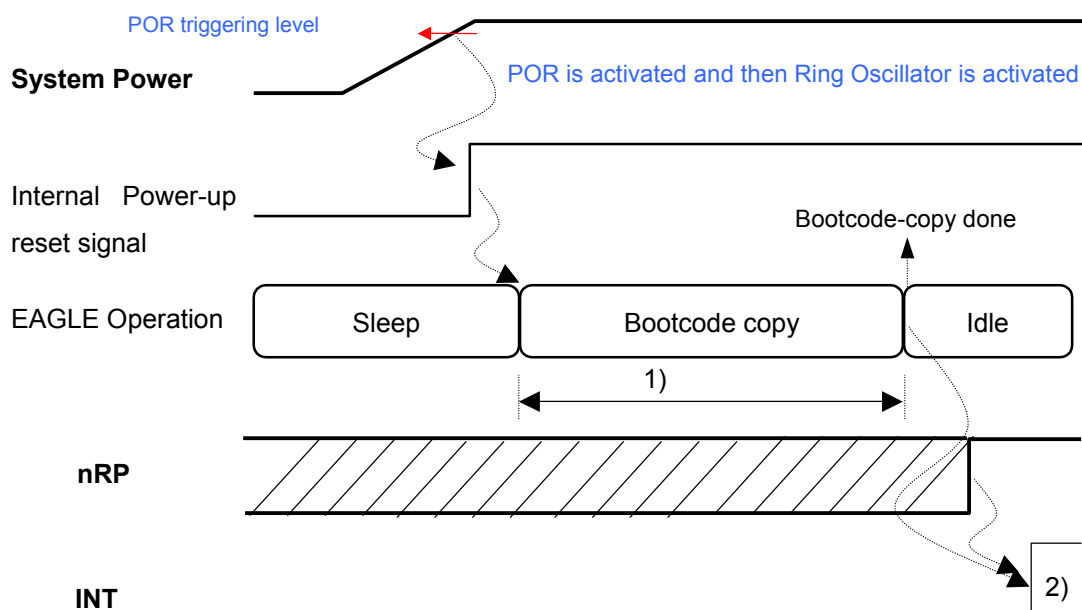 POR triggering level
System Power
POR is activated and then Ring Oscillator is activated
Internal Power-up
reset signal
Bootcode-copy done
EAGLE Operation
Sleep
Bootcode copy
Idle
1)
nRP
2)
INT